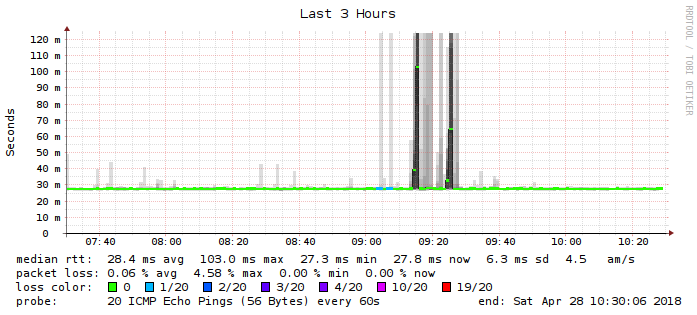 Last 3 Hours
RRDTOOL / TOBI OETIKER
Seconds
120 m
110 m
100 m
90 m
80 m
70 m
60 m
50 m
40 m
30 m
20 m
10 m
0
07:40 08:00 08:20 08:40 09:00 09:20 09:40 10:00 10:20
median rtt: 28.4 ms avg 103.0 ms max 27.3 ms min 27.8 ms now 6.3 ms sd 4.5 am/s
packet loss: 0.06 % avg 4.58 % max 0.00 % min 0.00 % now
loss color: 0 1/20 2/20 3/20 4/20 10/20 19/20
probe: 20 ICMP Echo Pings (56 Bytes) every 60s end: Sat Apr 28 10:30:06 2018